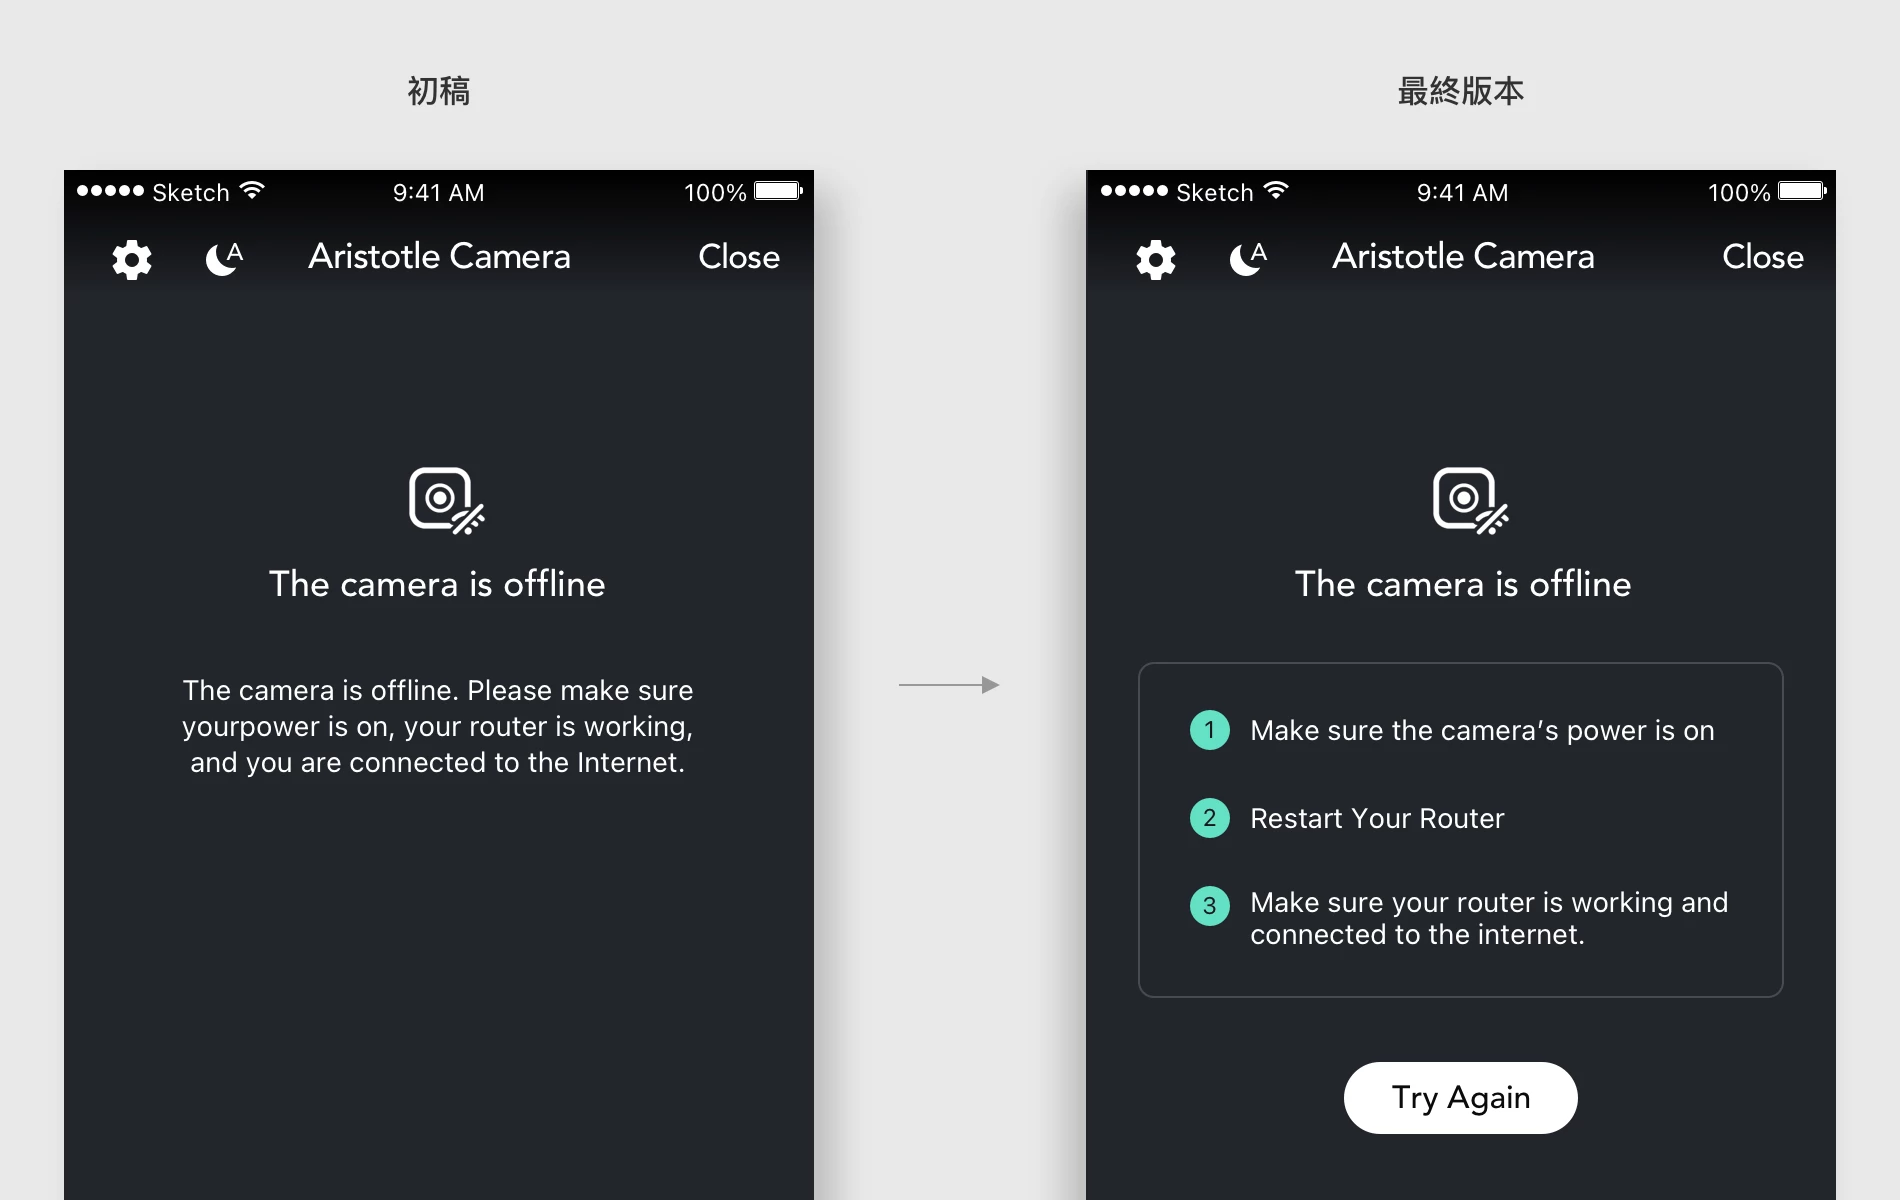 初稿
最終版本
Sketch 9:41 AM 100%
A Aristotle Camera Close
The camera is offline
The camera is offline. Please make sure
yourpower is on, your router is working,
and you are connected to the Internet.
Sketch 9:41 AM 100%
A Aristotle Camera Close
The camera is offline
1 Make sure the camera's power is on
2 Restart Your Router
3 Make sure your router is working and
connected to the internet.
Try Again